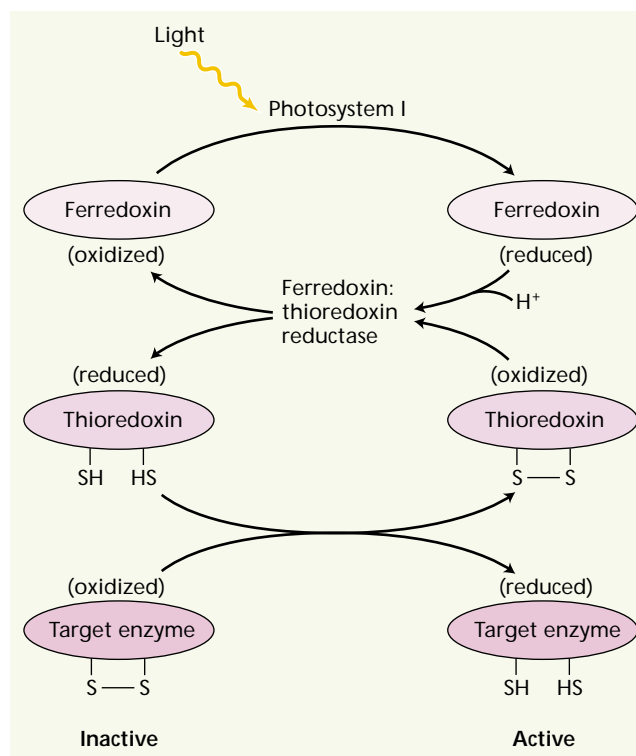 Light
Photosystem I
Ferredoxin
Ferredoxin
(oxidized)
(reduced)
Ferredoxin:
thioredoxin
reductase
H⁺
(reduced)
(oxidized)
Thioredoxin
Thioredoxin
SH HS
S — S
(oxidized)
(reduced)
Target enzyme
Target enzyme
S — S
SH HS
Inactive
Active